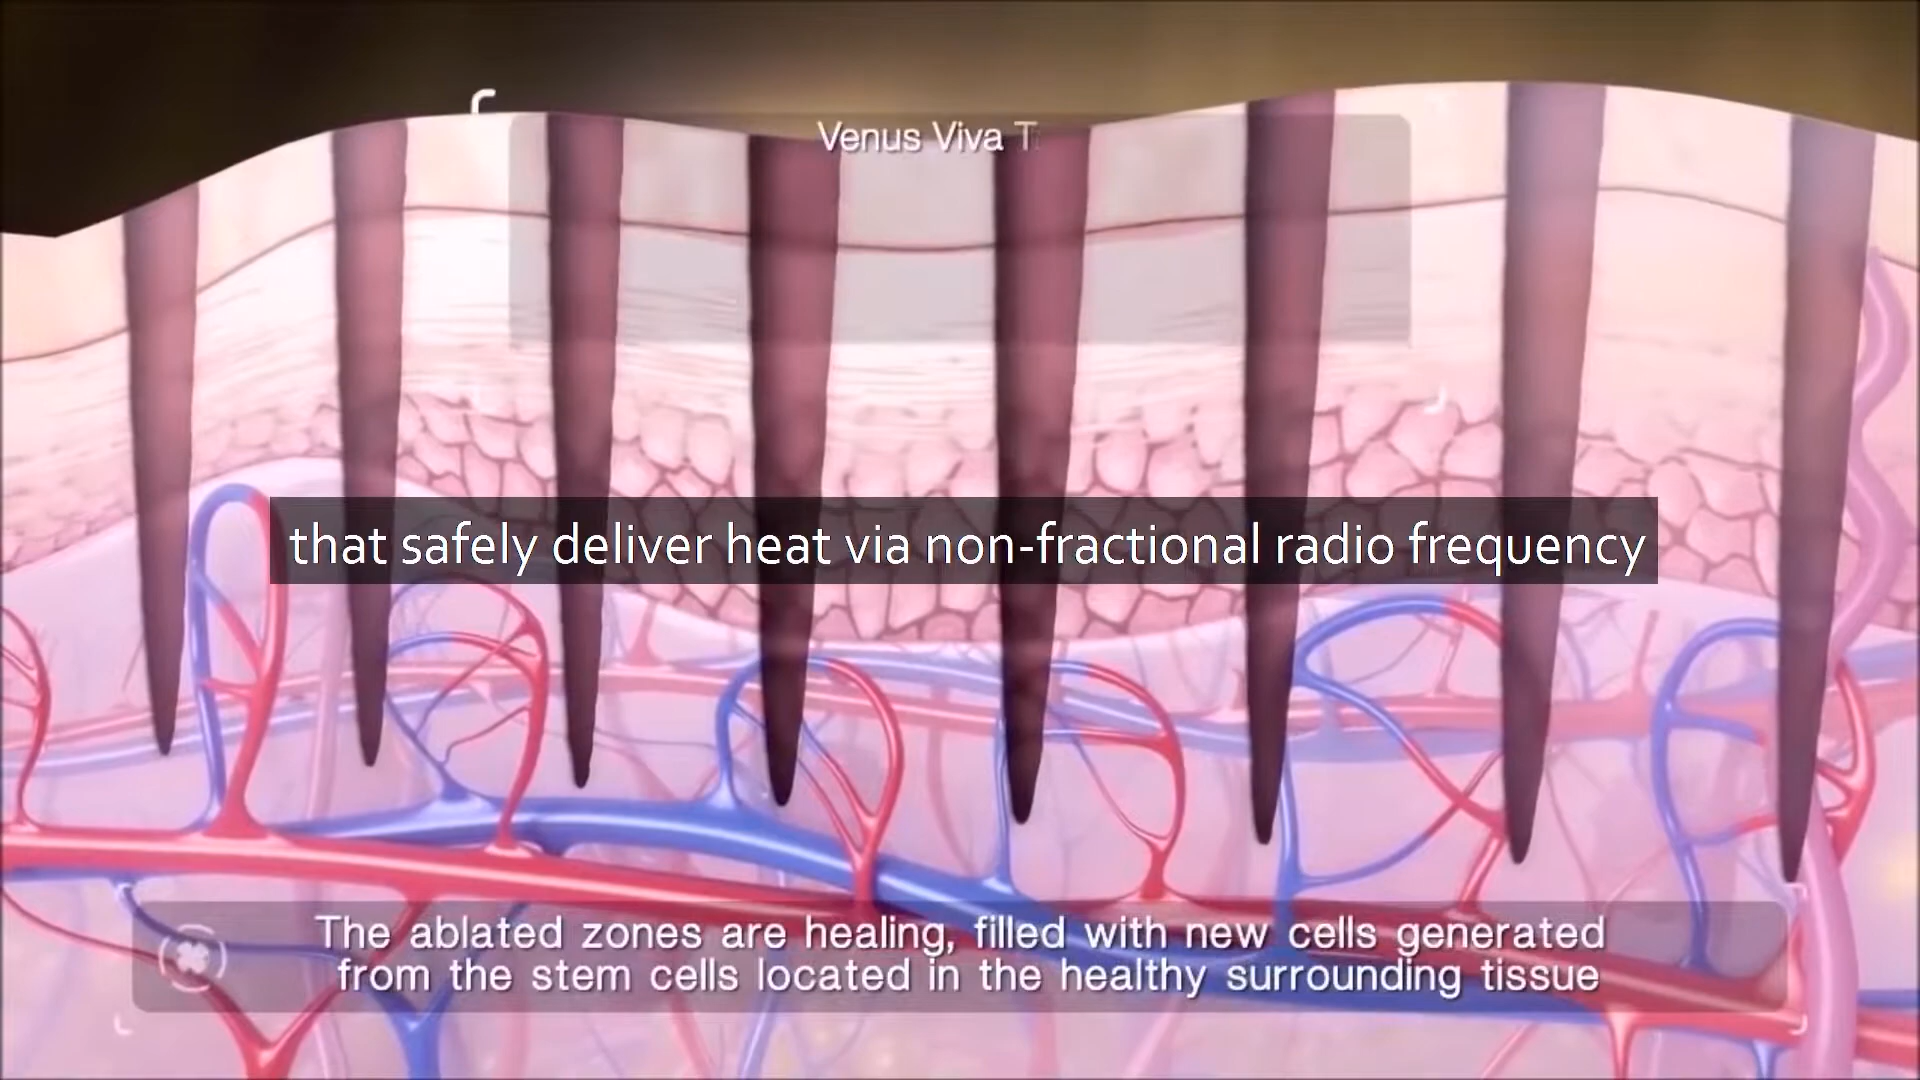 Venus Viva T
that safely deliver heat via non-fractional radio frequency
The ablated zones are healing, filled with new cells generated
from the stem cells located in the healthy surrounding tissue